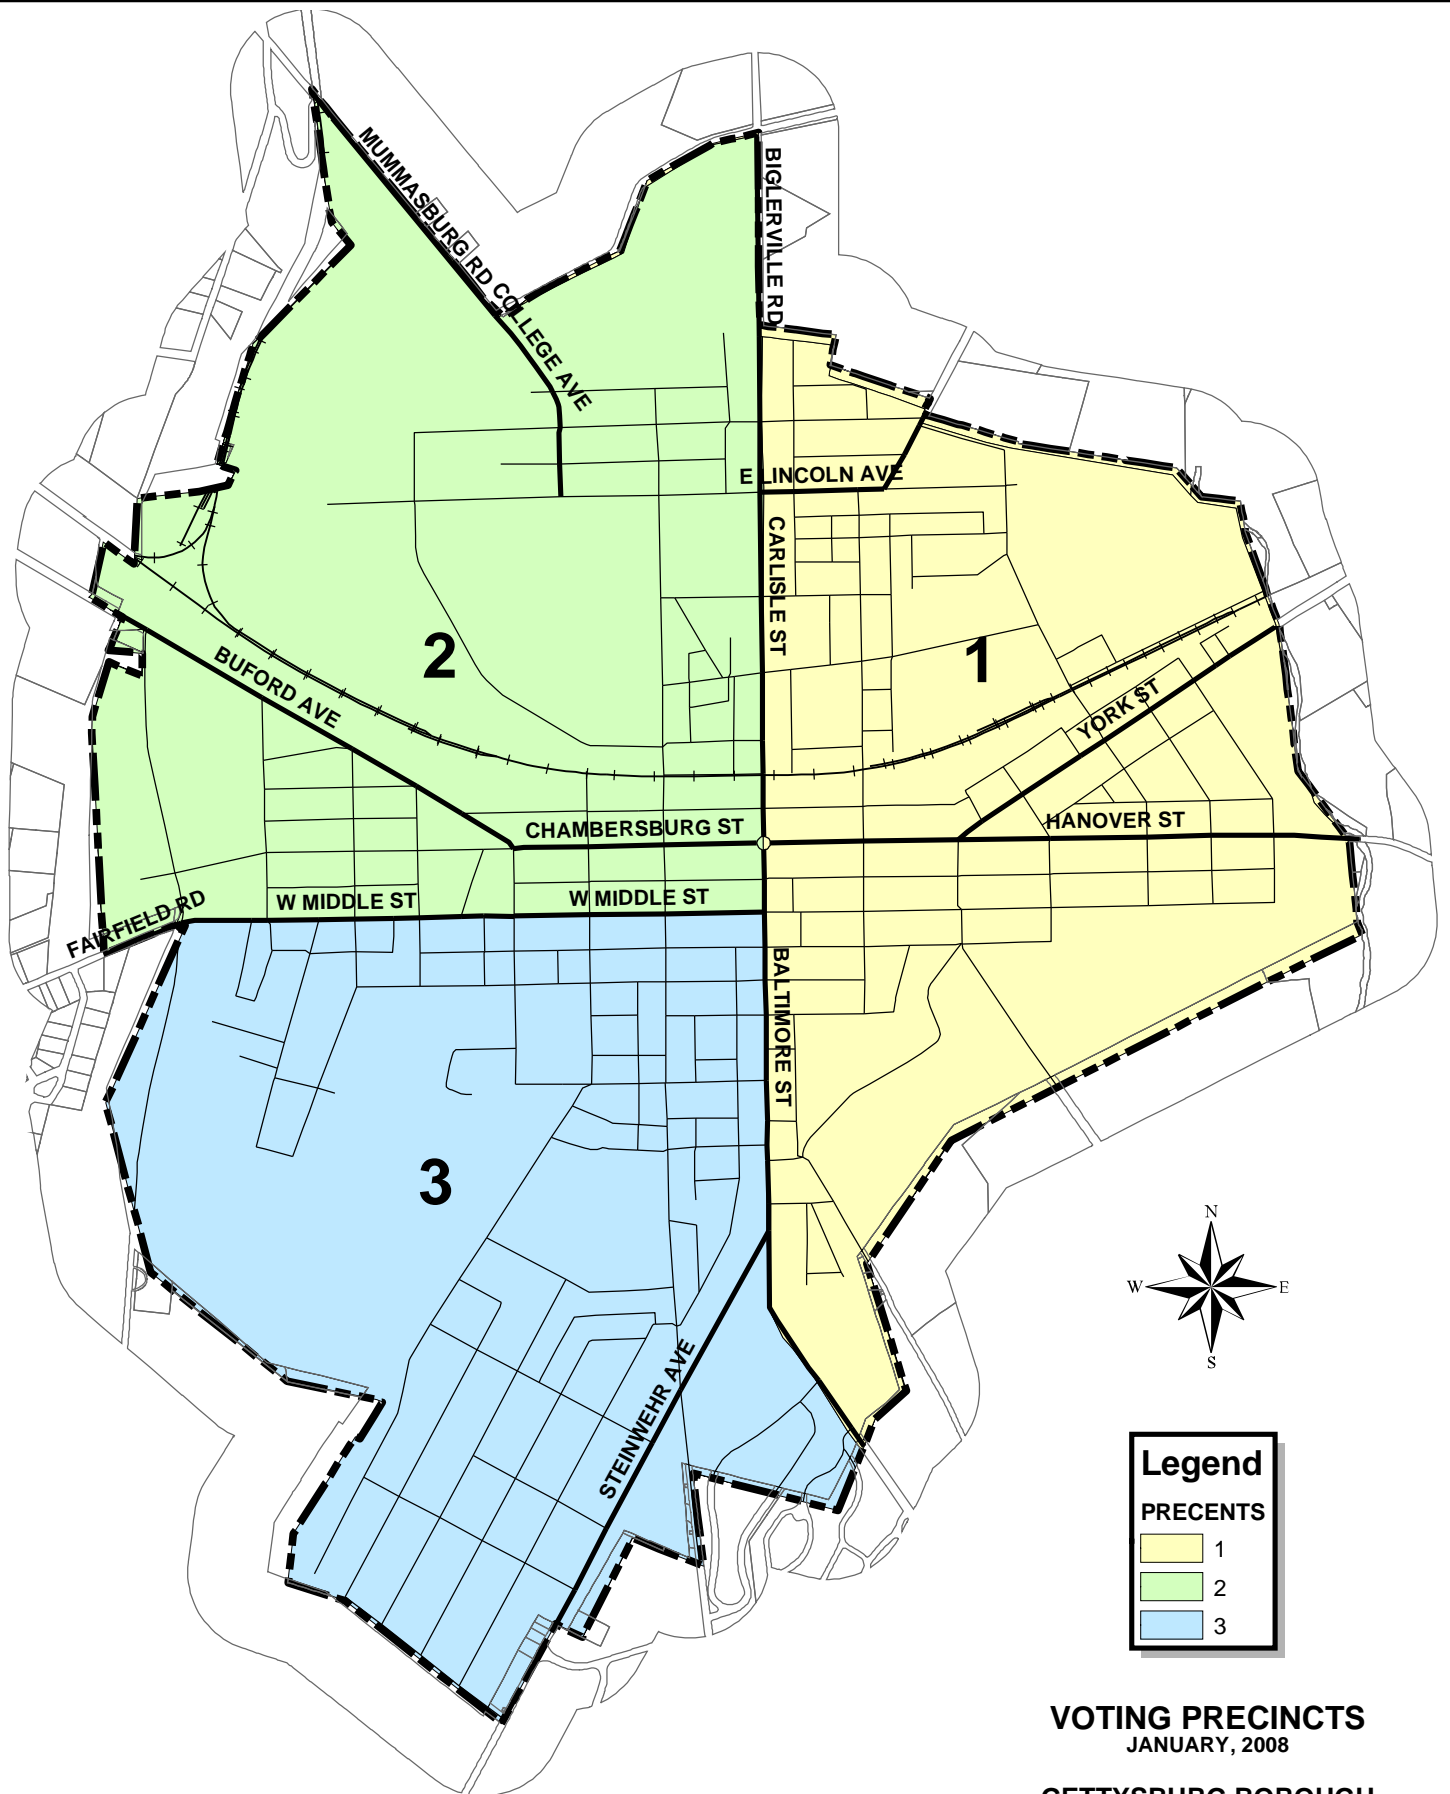 MUMMASBURG RD
COLLEGE AVE
BIGLERVILLE RD
E LINCOLN AVE
CARLISLE ST
2
1
BUFORD AVE
YORK ST
CHAMBERSBURG ST
HANOVER ST
W MIDDLE ST
W MIDDLE ST
FAIRFIELD RD
BALTIMORE ST
3
N
W
E
S
STEINWEHR AVE
Legend
PRECENTS
1
2
3
VOTING PRECINCTS
JANUARY, 2008
GETTYSBURG BOROUGH